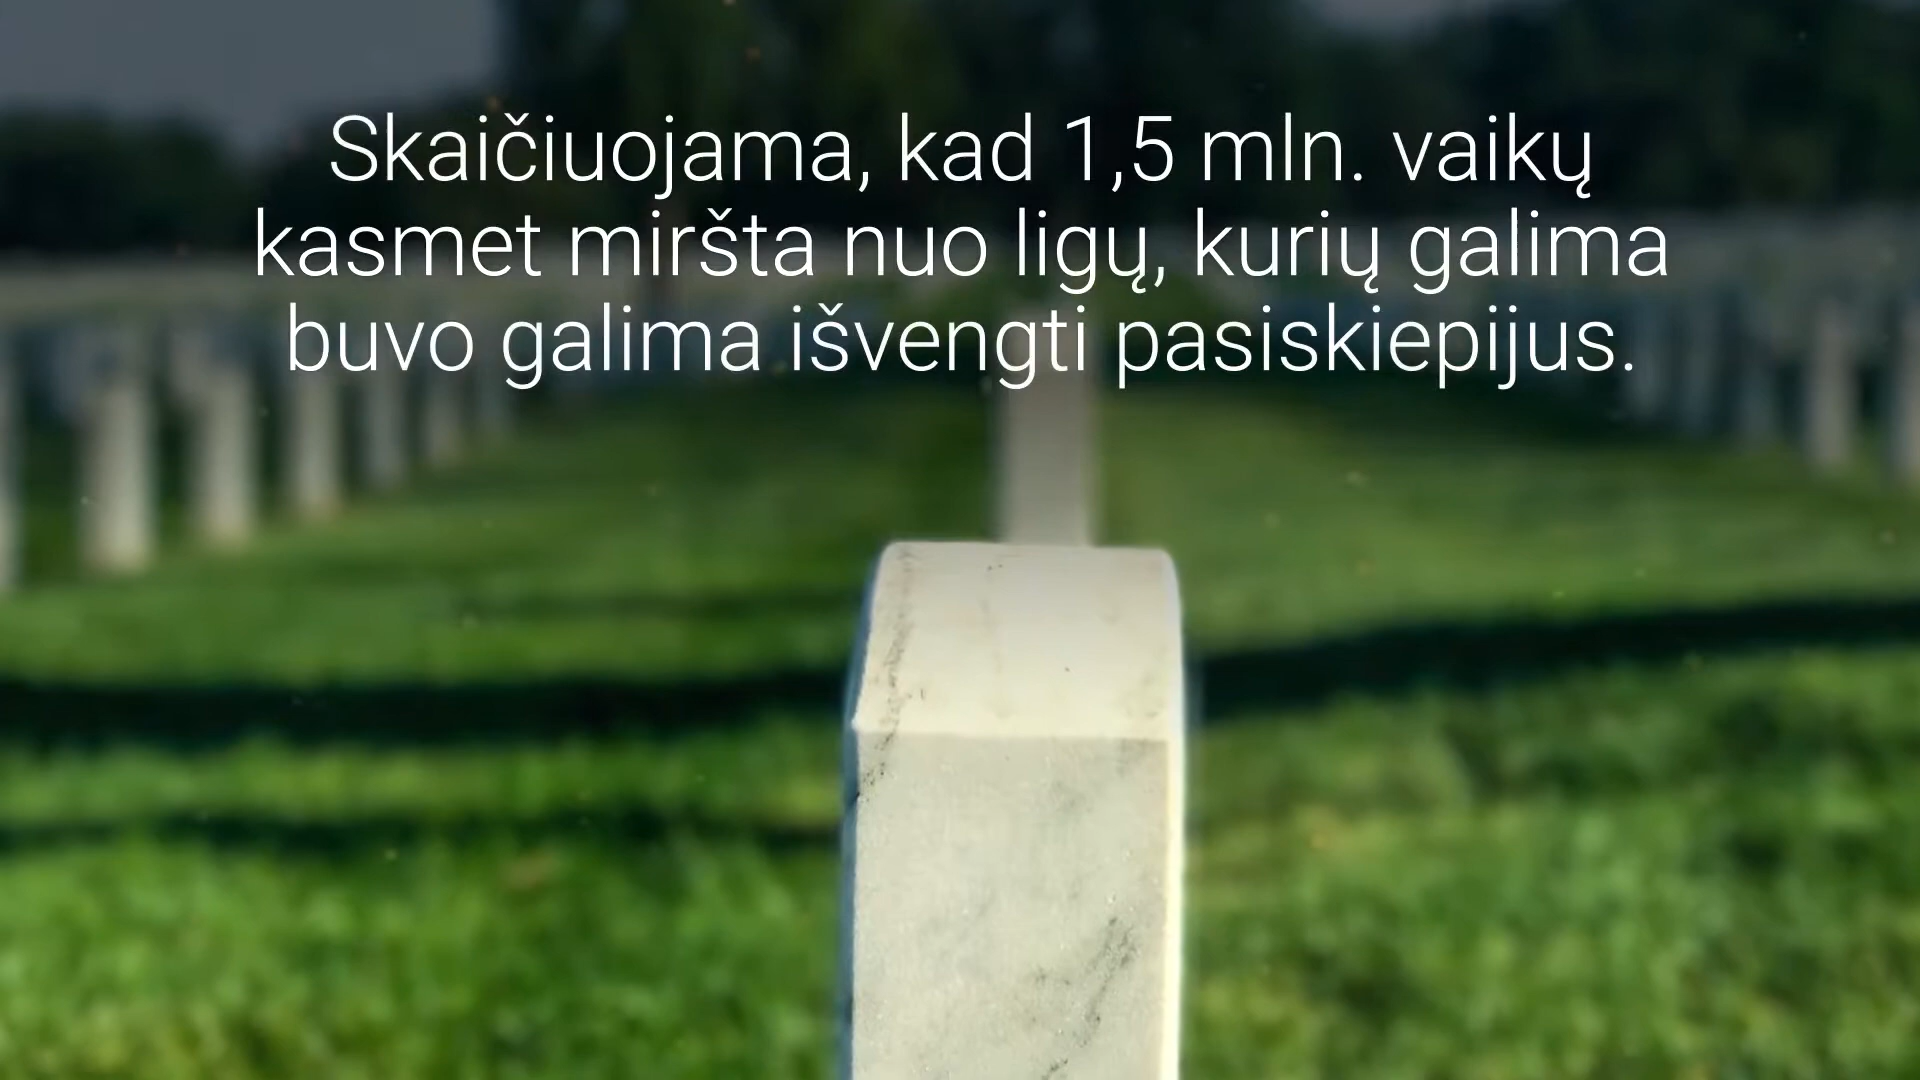 Skaičiuojama, kad 1,5 mln. vaikų
kasmet miršta nuo ligų, kurių galima
buvo galima išvengti pasiskiepijus.